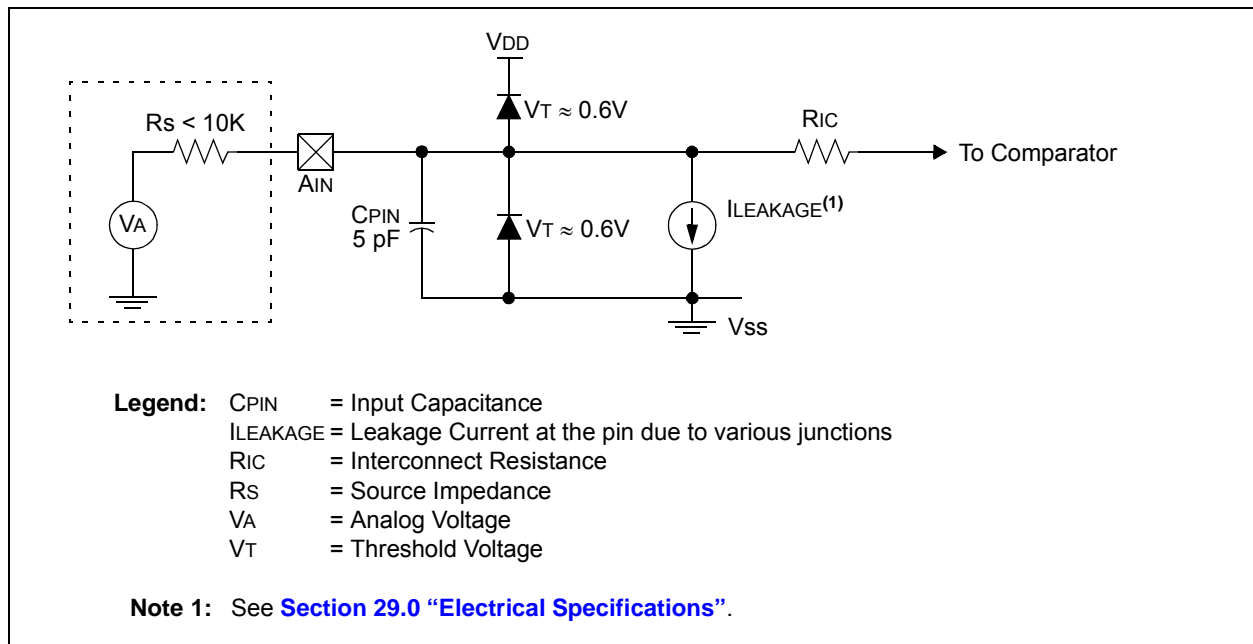 VDD
VT ≈ 0.6V
Rs < 10K
RIC
To Comparator
AIN
CPIN
5 pF
VA
VT ≈ 0.6V
ILEAKAGE(1)
Vss
Legend: CPIN = Input Capacitance
ILEAKAGE = Leakage Current at the pin due to various junctions
RIC = Interconnect Resistance
RS = Source Impedance
VA = Analog Voltage
VT = Threshold Voltage
Note 1: See Section 29.0 “Electrical Specifications”.